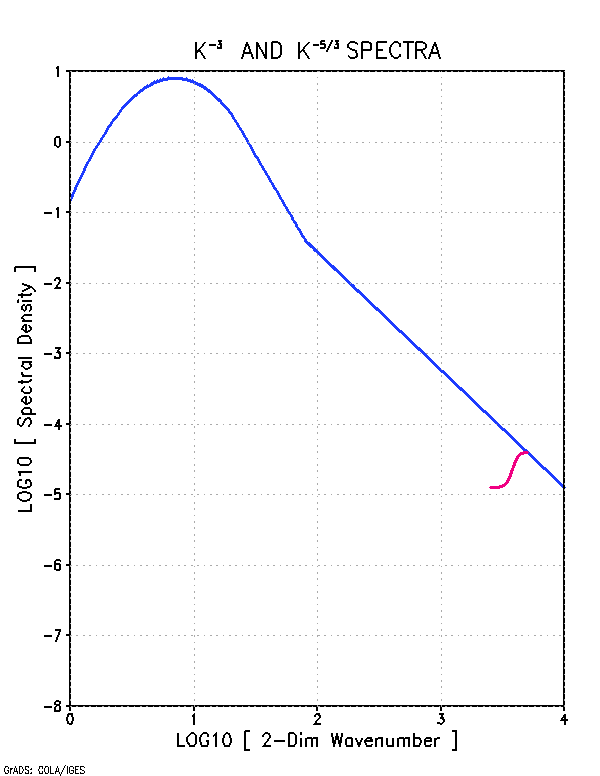 K⁻³ AND K⁻⁵/³ SPECTRA
1
0
−1
−2
−3
−4
−5
−6
−7
−8
LOG10 [ Spectral Density ]
0 1 2 3 4
LOG10 [ 2−Dim Wavenumber ]
GrADS: COLA/IGES